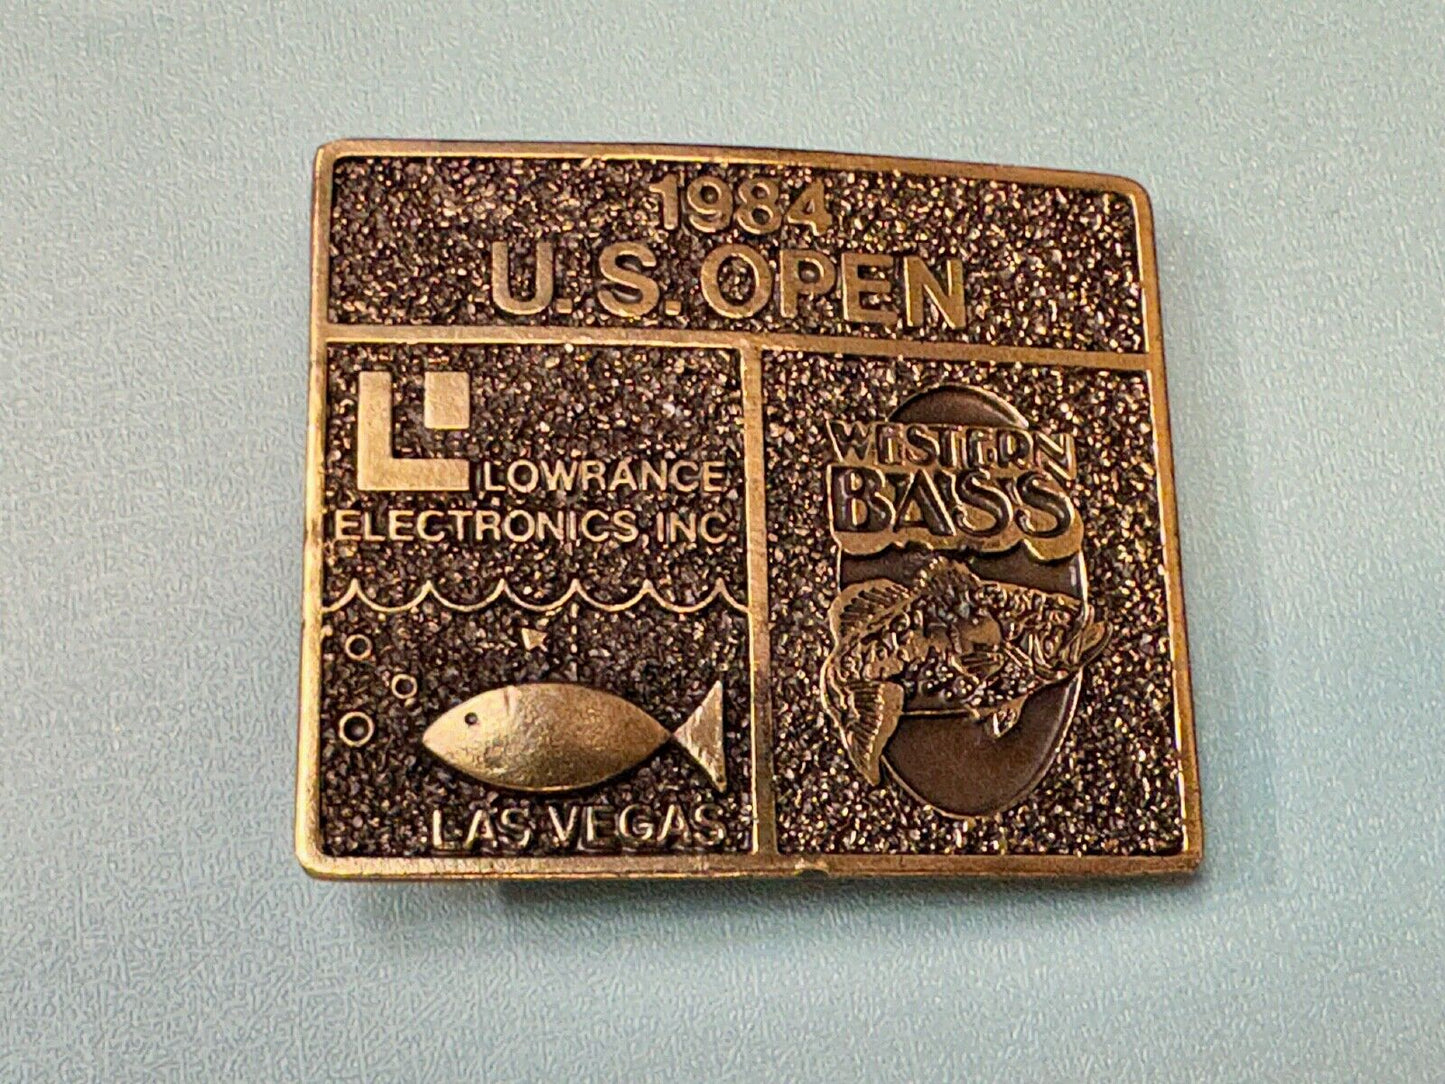 1984
U.S. OPEN
LOWRANCE
ELECTRONICS, INC.
LAS VEGAS
WESTERN
BASS